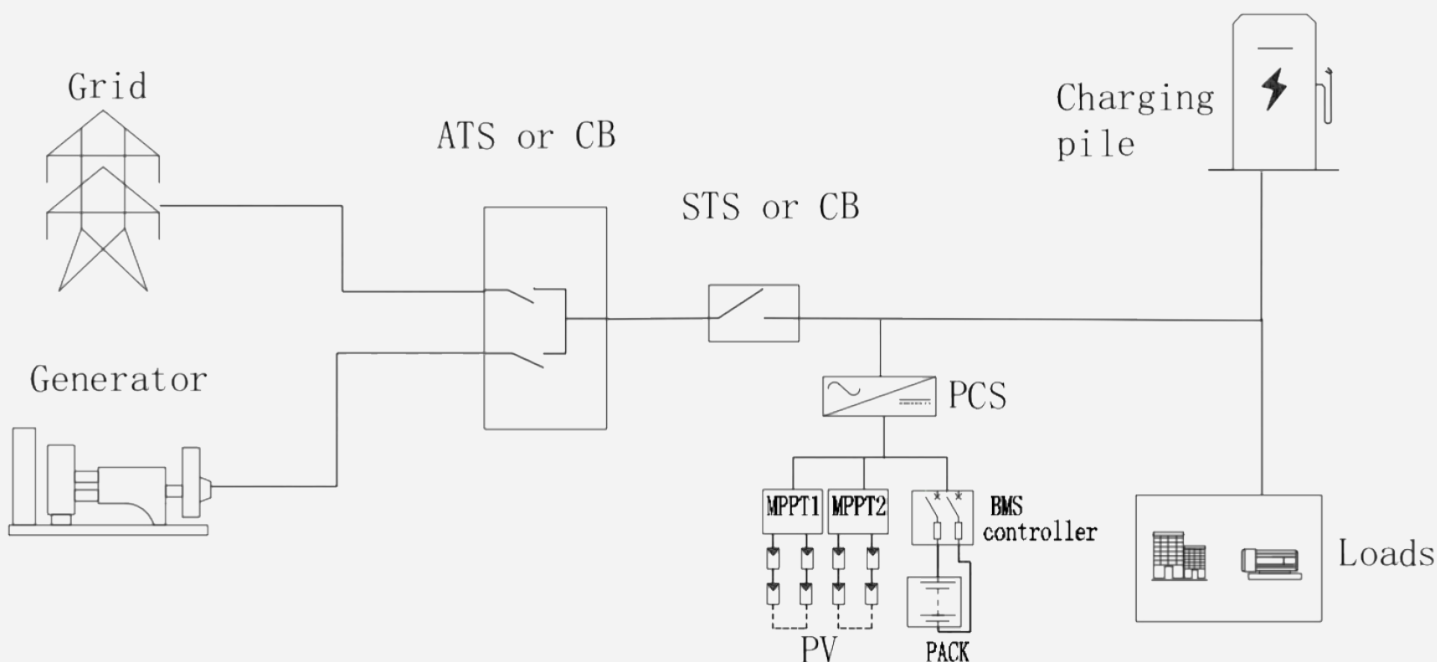 Grid
ATS or CB
STS or CB
Charging
pile
Generator
PCS
MPPT1
MPPT2
BMS
controller
Loads
PV
PACK